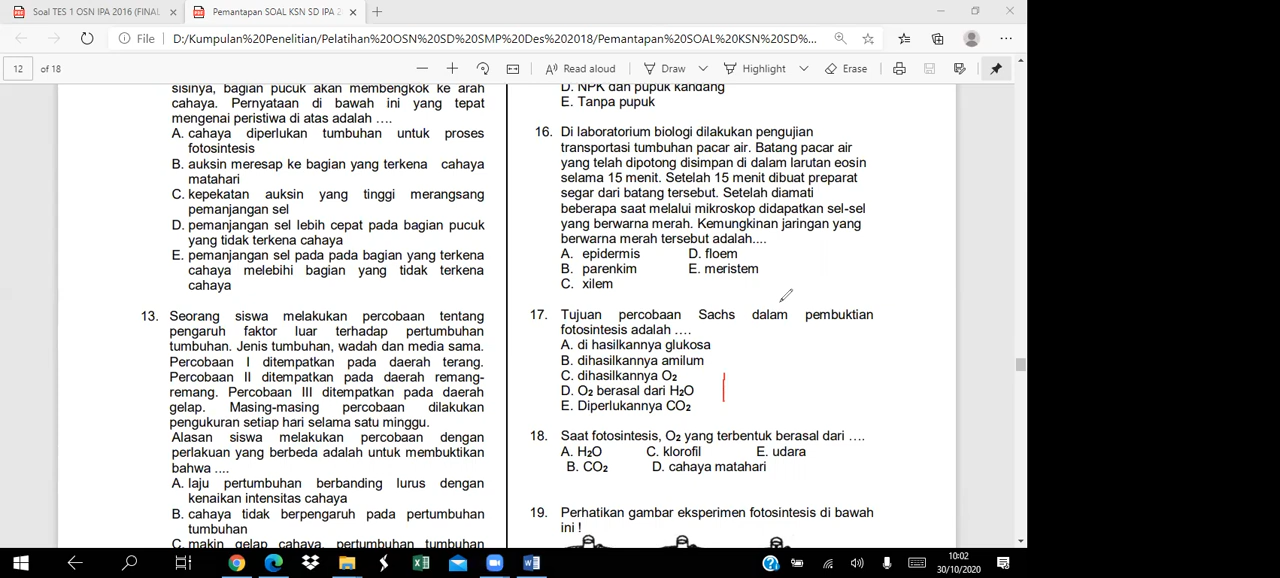 Soal TES 1 OSN IPA 2016 (FINAL
Pemantapan SOAL KSN SD IPA 2
File
D:/Kumpulan%20Penelitian/Pelatihan%20OSN%20SD%20SMP%20Des%202018/Pemantapan%20SOAL%20KSN%20SD%...
12 of 18
Read aloud
Draw
Highlight
Erase
sisinya, bagian pucuk akan membengkok ke arah
cahaya. Pernyataan di bawah ini yang tepat
mengenai peristiwa di atas adalah ....
A. cahaya diperlukan tumbuhan untuk proses
fotosintesis
B. auksin meresap ke bagian yang terkena cahaya
matahari
C. kepekatan auksin yang tinggi merangsang
pemanjangan sel
D. pemanjangan sel lebih cepat pada bagian pucuk
yang tidak terkena cahaya
E. pemanjangan sel pada pada bagian yang terkena
cahaya melebihi bagian yang tidak terkena
cahaya
13. Seorang siswa melakukan percobaan tentang
pengaruh faktor luar terhadap pertumbuhan
tumbuhan. Jenis tumbuhan, wadah dan media sama.
Percobaan I ditempatkan pada daerah terang.
Percobaan II ditempatkan pada daerah remang-
remang. Percobaan III ditempatkan pada daerah
gelap. Masing-masing percobaan dilakukan
pengukuran setiap hari selama satu minggu.
Alasan siswa melakukan percobaan dengan
perlakuan yang berbeda adalah untuk membuktikan
bahwa ....
A. laju pertumbuhan berbanding lurus dengan
kenaikan intensitas cahaya
B. cahaya tidak berpengaruh pada pertumbuhan
tumbuhan
C. makin gelap cahaya, pertumbuhan tumbuhan
D. NPK dan pupuk kandang
E. Tanpa pupuk
16. Di laboratorium biologi dilakukan pengujian
transportasi tumbuhan pacar air. Batang pacar air
yang telah dipotong disimpan di dalam larutan eosin
selama 15 menit. Setelah 15 menit dibuat preparat
segar dari batang tersebut. Setelah diamati
beberapa saat melalui mikroskop didapatkan sel-sel
yang berwarna merah. Kemungkinan jaringan yang
berwarna merah tersebut adalah....
A. epidermis D. floem
B. parenkim E. meristem
C. xilem
17. Tujuan percobaan Sachs dalam pembuktian
fotosintesis adalah ....
A. di hasilkannya glukosa
B. dihasilkannya amilum
C. dihasilkannya O₂
D. O₂ berasal dari H₂O
E. Diperlukannya CO₂
18. Saat fotosintesis, O₂ yang terbentuk berasal dari ....
A. H₂O C. klorofil E. udara
B. CO₂ D. cahaya matahari
19. Perhatikan gambar eksperimen fotosintesis di bawah
ini !
10:02
30/10/2020